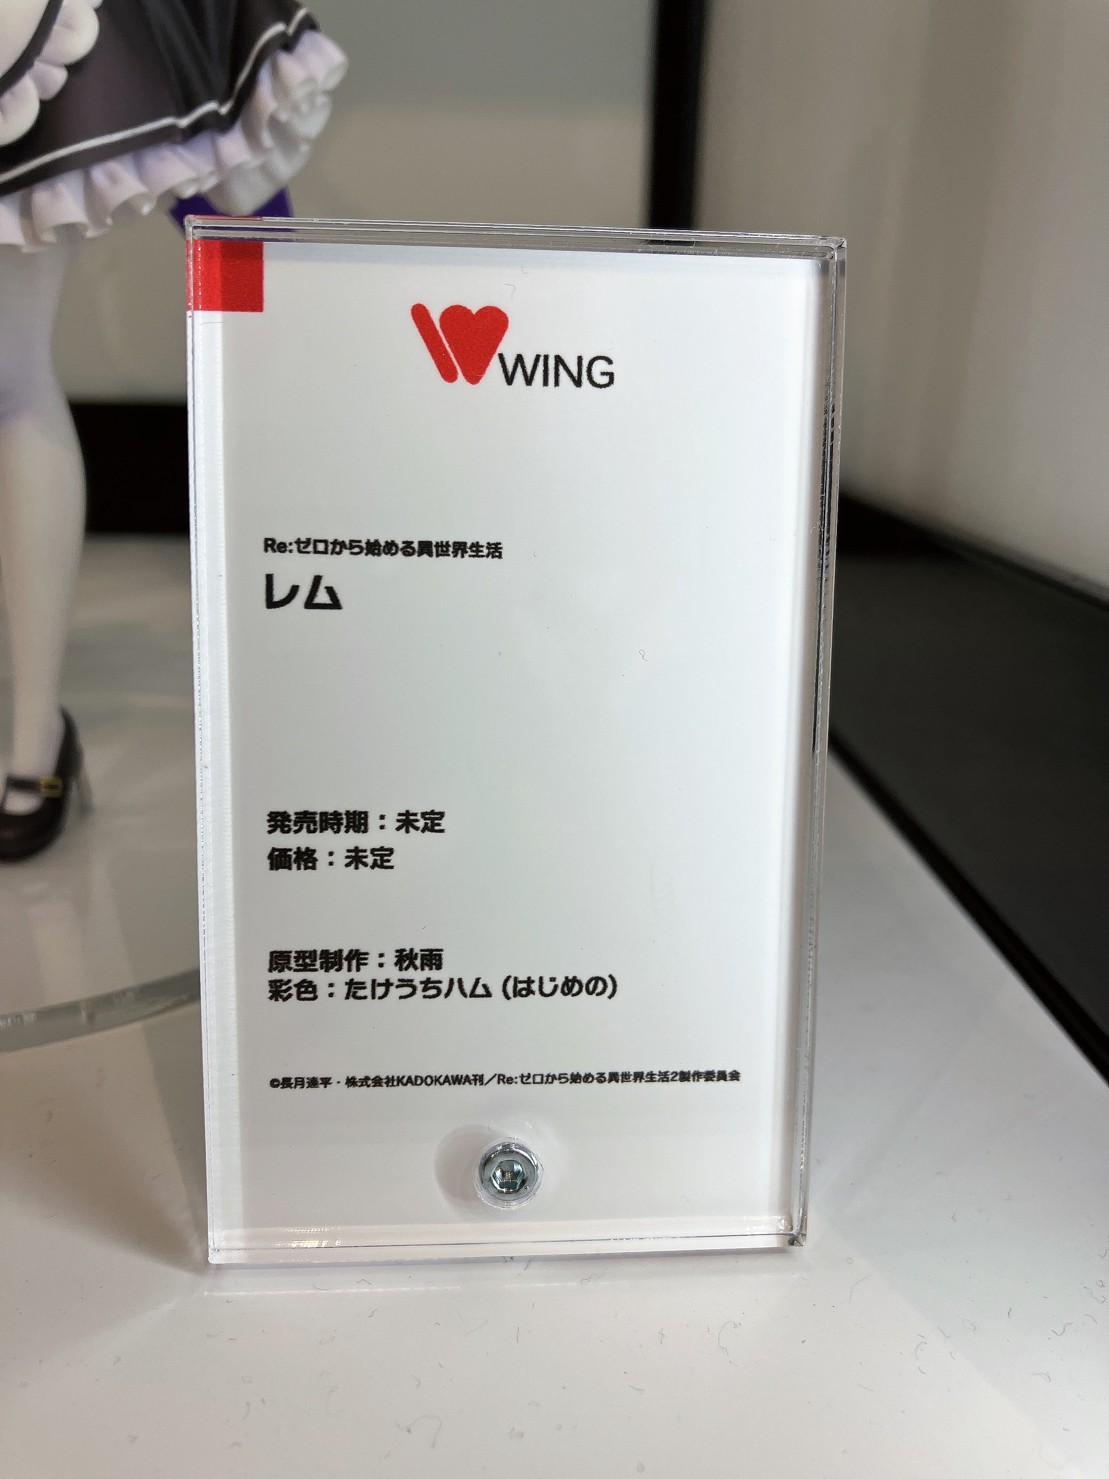 WING
Re:ゼロから始める異世界生活
レム
発売時期：未定
価格：未定
原型制作：秋雨
彩色：たけうちハム（はじめの）
©長月達平・株式会社KADOKAWA刊／Re:ゼロから始める異世界生活2製作委員会